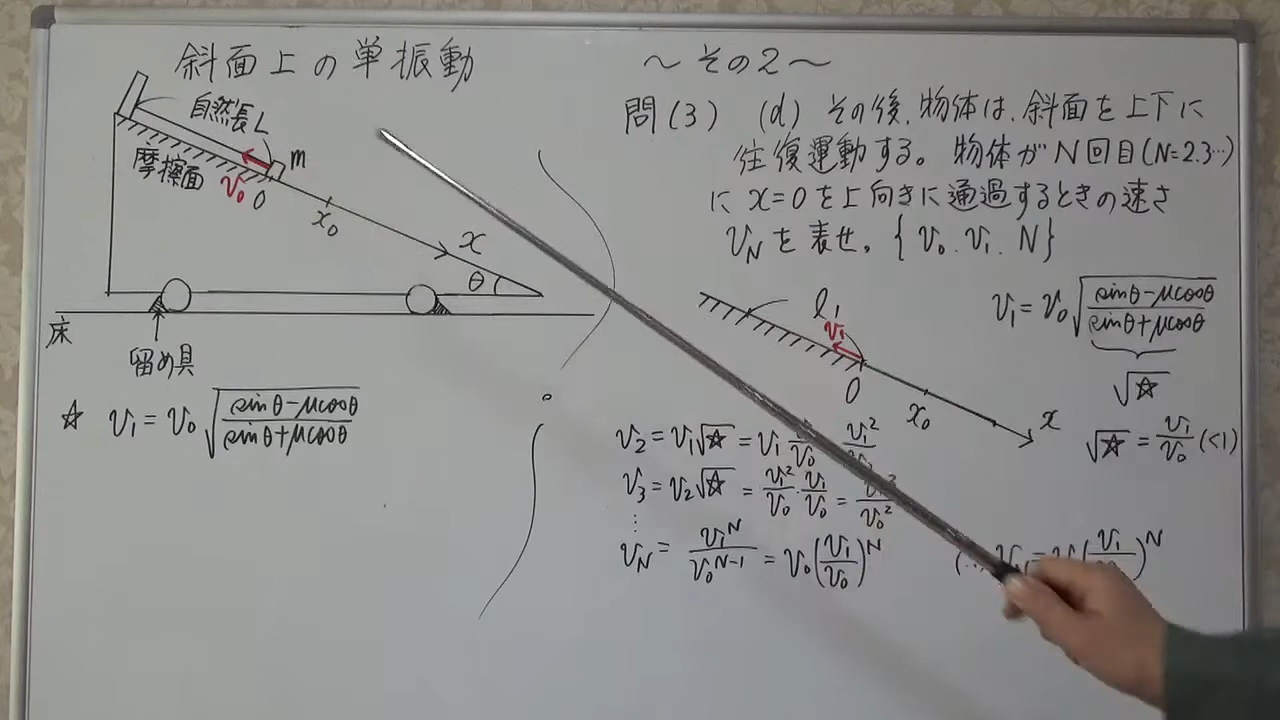 斜面上の単振動
自然長L
摩擦面
m
v₀
O
x₀
x
θ
床
留め具
☆ v₁ = v₀√((sinθ-μcosθ)/(sinθ+μcosθ))
〜その2〜
問(3) (d) その後、物体は、斜面を上下に
往復運動する。物体がN回目(N=2.3…)
に x=0 を上向きに通過するときの速さ
v_N を表せ。{v₀.v₁.N}
l₁
v₁
O
x₀
x
v₁ = v₀√((sinθ-μcosθ)/(sinθ+μcosθ))
√☆
√☆ = v₁/v₀ (<1)
v₂ = v₁√☆ = v₁ v₁²
v₃ = v₂√☆ = v₁²/v₀・v₁/v₀ = /v₀²
⋮
v_N = v₁^N/v₀^(N-1) = v₀(v₁/v₀)^N